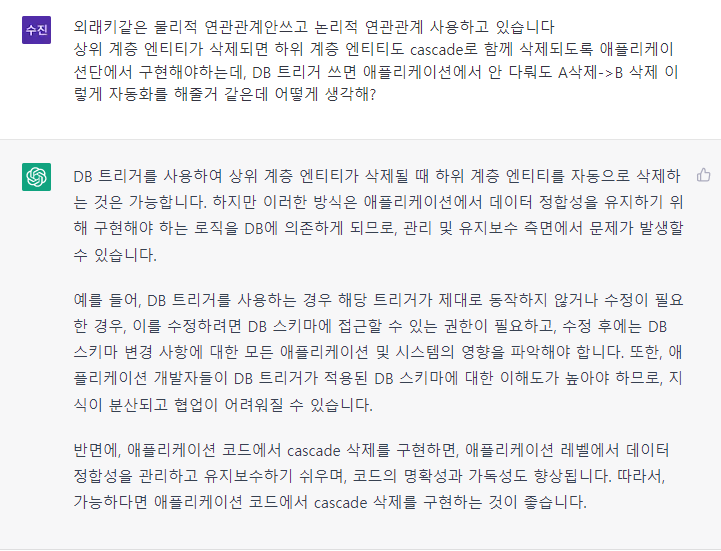 수진
외래키같은 물리적 연관관계안쓰고 논리적 연관관계 사용하고 있습니다
상위 계층 엔티티가 삭제되면 하위 계층 엔티티도 cascade로 함께 삭제되도록 애플리케이
션단에서 구현해야하는데, DB 트리거 쓰면 애플리케이션에서 안 다뤄도 A삭제->B 삭제 이
렇게 자동화를 해줄거 같은데 어떻게 생각해?
DB 트리거를 사용하여 상위 계층 엔티티가 삭제될 때 하위 계층 엔티티를 자동으로 삭제하
는 것은 가능합니다. 하지만 이러한 방식은 애플리케이션에서 데이터 정합성을 유지하기 위
해 구현해야 하는 로직을 DB에 의존하게 되므로, 관리 및 유지보수 측면에서 문제가 발생할
수 있습니다.
예를 들어, DB 트리거를 사용하는 경우 해당 트리거가 제대로 동작하지 않거나 수정이 필요
한 경우, 이를 수정하려면 DB 스키마에 접근할 수 있는 권한이 필요하고, 수정 후에는 DB
스키마 변경 사항에 대한 모든 애플리케이션 및 시스템의 영향을 파악해야 합니다. 또한, 애
플리케이션 개발자들이 DB 트리거가 적용된 DB 스키마에 대한 이해도가 높아야 하므로, 지
식이 분산되고 협업이 어려워질 수 있습니다.
반면에, 애플리케이션 코드에서 cascade 삭제를 구현하면, 애플리케이션 레벨에서 데이터
정합성을 관리하고 유지보수하기 쉬우며, 코드의 명확성과 가독성도 향상됩니다. 따라서,
가능하다면 애플리케이션 코드에서 cascade 삭제를 구현하는 것이 좋습니다.